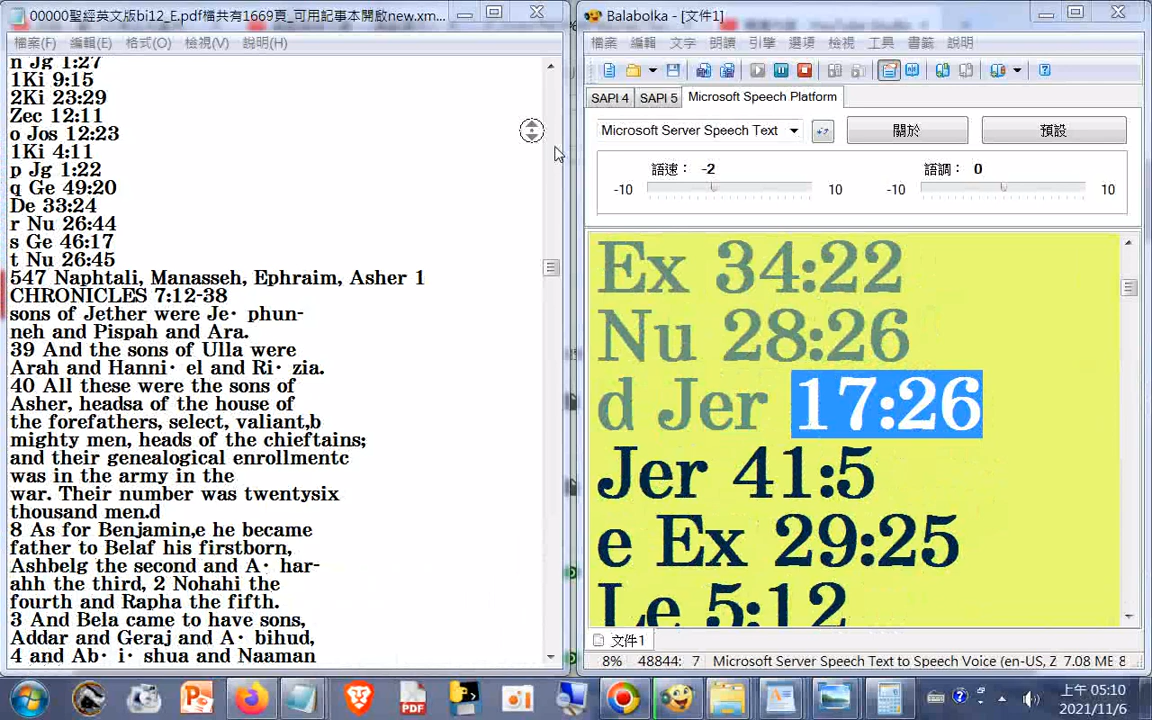 00000聖經英文版bi12_E.pdf檔共有1669頁_可用記事本開啟new.xm...
檔案(F) 編輯(E) 格式(O) 檢視(V) 說明(H)
n Jg 1:27
1Ki 9:15
2Ki 23:29
Zec 12:11
o Jos 12:23
1Ki 4:11
p Jg 1:22
q Ge 49:20
De 33:24
r Nu 26:44
s Ge 46:17
t Nu 26:45
547 Naphtali, Manasseh, Ephraim, Asher 1
CHRONICLES 7:12-38
sons of Jether were Je· phun-
neh and Pispah and Ara.
39 And the sons of Ulla were
Arah and Hanni· el and Ri· zia.
40 All these were the sons of
Asher, headsa of the house of
the forefathers, select, valiant,b
mighty men, heads of the chieftains;
and their genealogical enrollmentc
was in the army in the
war. Their number was twentysix
thousand men.d
8 As for Benjamin,e he became
father to Belaf his firstborn,
Ashbelg the second and A· har-
ahh the third, 2 Nohahi the
fourth and Rapha the fifth.
3 And Bela came to have sons,
Addar and Geraj and A· bihud,
4 and Ab· i· shua and Naaman
Balabolka - [文件1]
檔案 編輯 文字 朗讀 引擎 選項 檢視 工具 書籤 說明
SAPI 4 SAPI 5 Microsoft Speech Platform
Microsoft Server Speech Text 關於 預設
語速： -2 語調： 0
-10 10 -10 10
Ex 34:22
Nu 28:26
d Jer 17:26
Jer 41:5
e Ex 29:25
Le 5:12
文件1
8% 48844: 7 Microsoft Server Speech Text to Speech Voice (en-US, Z 7.08 MB 8
上午 05:10
2021/11/6